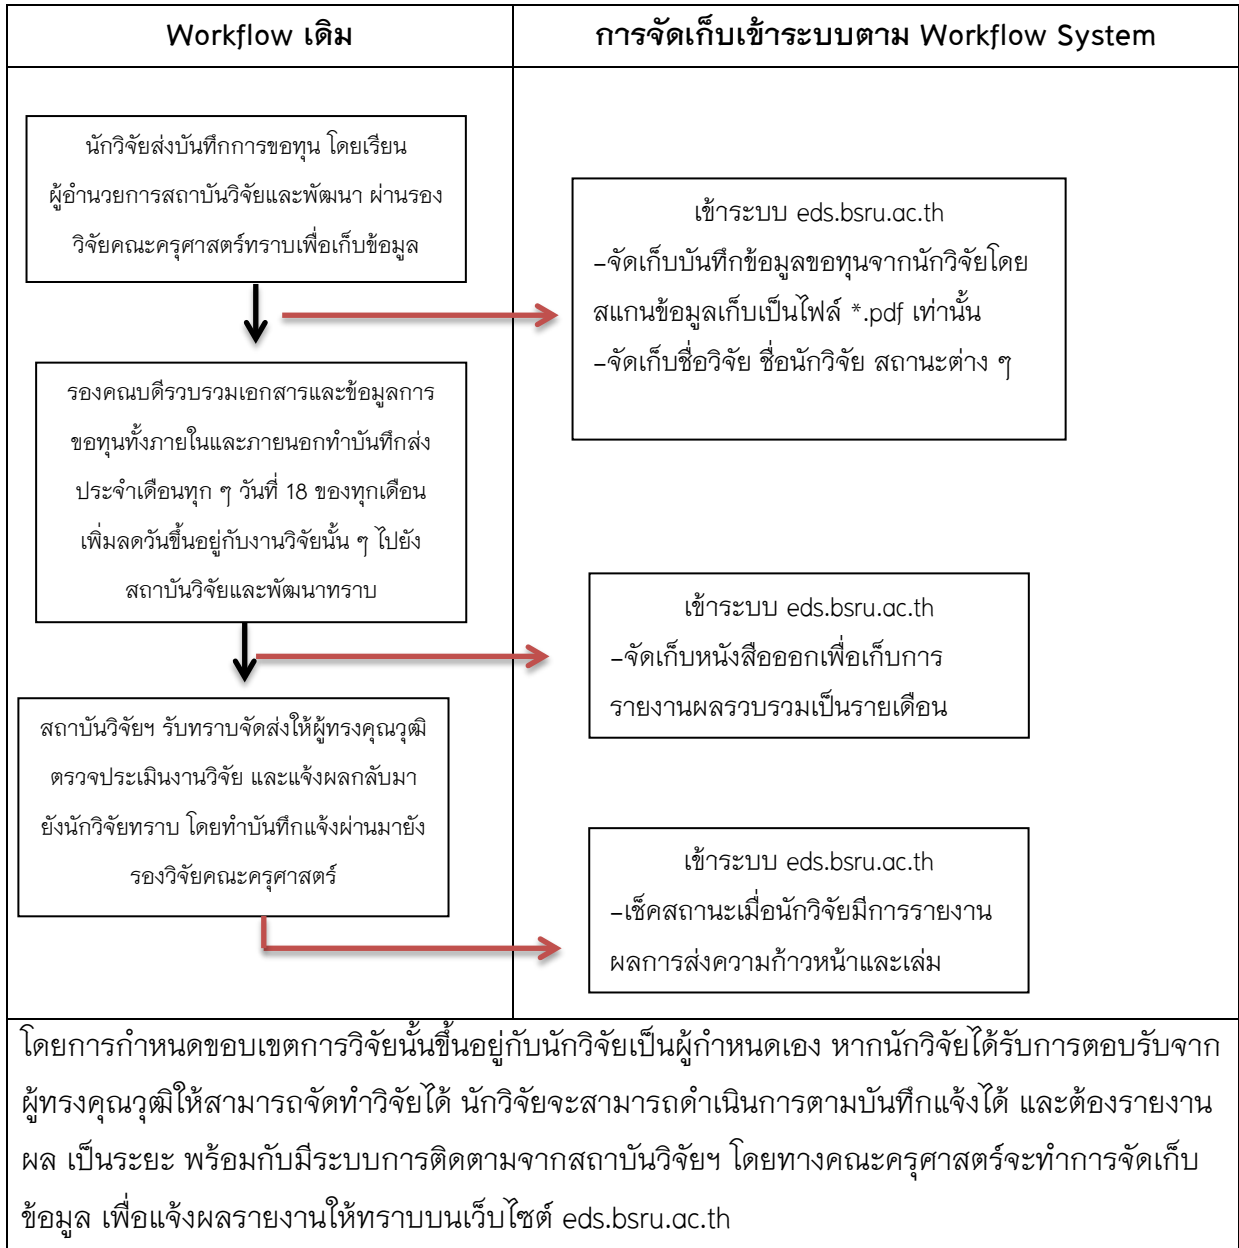 Workflow เดิม
การจัดเก็บเข้าระบบตาม Workflow System
นักวิจัยส่งบันทึกการขอทุน โดยเรียน
ผู้อำนวยการสถาบันวิจัยและพัฒนา ผ่านรอง
วิจัยคณะครุศาสตร์ทราบเพื่อเก็บข้อมูล
เข้าระบบ eds.bsru.ac.th
-จัดเก็บบันทึกข้อมูลขอทุนจากนักวิจัยโดย
สแกนข้อมูลเก็บเป็นไฟล์ *.pdf เท่านั้น
-จัดเก็บชื่อวิจัย ชื่อนักวิจัย สถานะต่าง ๆ
รองคณบดีรวบรวมเอกสารและข้อมูลการ
ขอทุนทั้งภายในและภายนอกทำบันทึกส่ง
ประจำเดือนทุก ๆ วันที่ 18 ของทุกเดือน
เพิ่มลดวันขึ้นอยู่กับงานวิจัยนั้น ๆ ไปยัง
สถาบันวิจัยและพัฒนาทราบ
เข้าระบบ eds.bsru.ac.th
-จัดเก็บหนังสือออกเพื่อเก็บการ
รายงานผลรวบรวมเป็นรายเดือน
สถาบันวิจัยฯ รับทราบจัดส่งให้ผู้ทรงคุณวุฒิ
ตรวจประเมินงานวิจัย และแจ้งผลกลับมา
ยังนักวิจัยทราบ โดยทำบันทึกแจ้งผ่านมายัง
รองวิจัยคณะครุศาสตร์
เข้าระบบ eds.bsru.ac.th
-เช็คสถานะเมื่อนักวิจัยมีการรายงาน
ผลการส่งความก้าวหน้าและเล่ม
โดยการกำหนดขอบเขตการวิจัยนั้นขึ้นอยู่กับนักวิจัยเป็นผู้กำหนดเอง หากนักวิจัยได้รับการตอบรับจาก
ผู้ทรงคุณวุฒิให้สามารถจัดทำวิจัยได้ นักวิจัยจะสามารถดำเนินการตามบันทึกแจ้งได้ และต้องรายงาน
ผล เป็นระยะ พร้อมกับมีระบบการติดตามจากสถาบันวิจัยฯ โดยทางคณะครุศาสตร์จะทำการจัดเก็บ
ข้อมูล เพื่อแจ้งผลรายงานให้ทราบบนเว็บไซต์ eds.bsru.ac.th